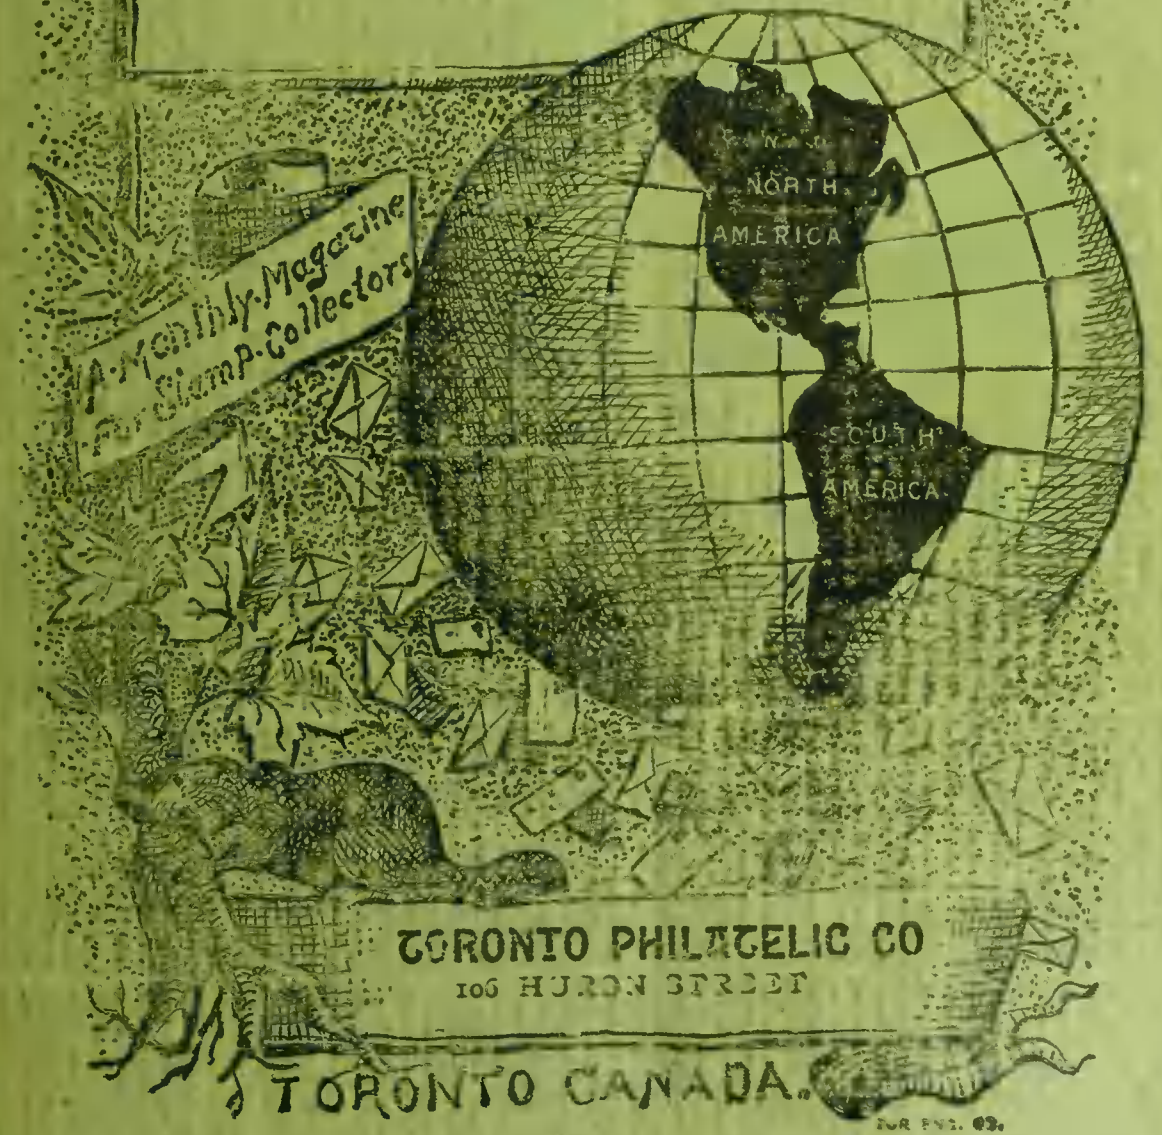 A. Monthly. Magazine
For Stamp. Collectors
NORTH
AMERICA
SOUTH
AMERICA.
TORONTO PHILATELIC CO
106 HURON STREET
TORONTO CANADA.